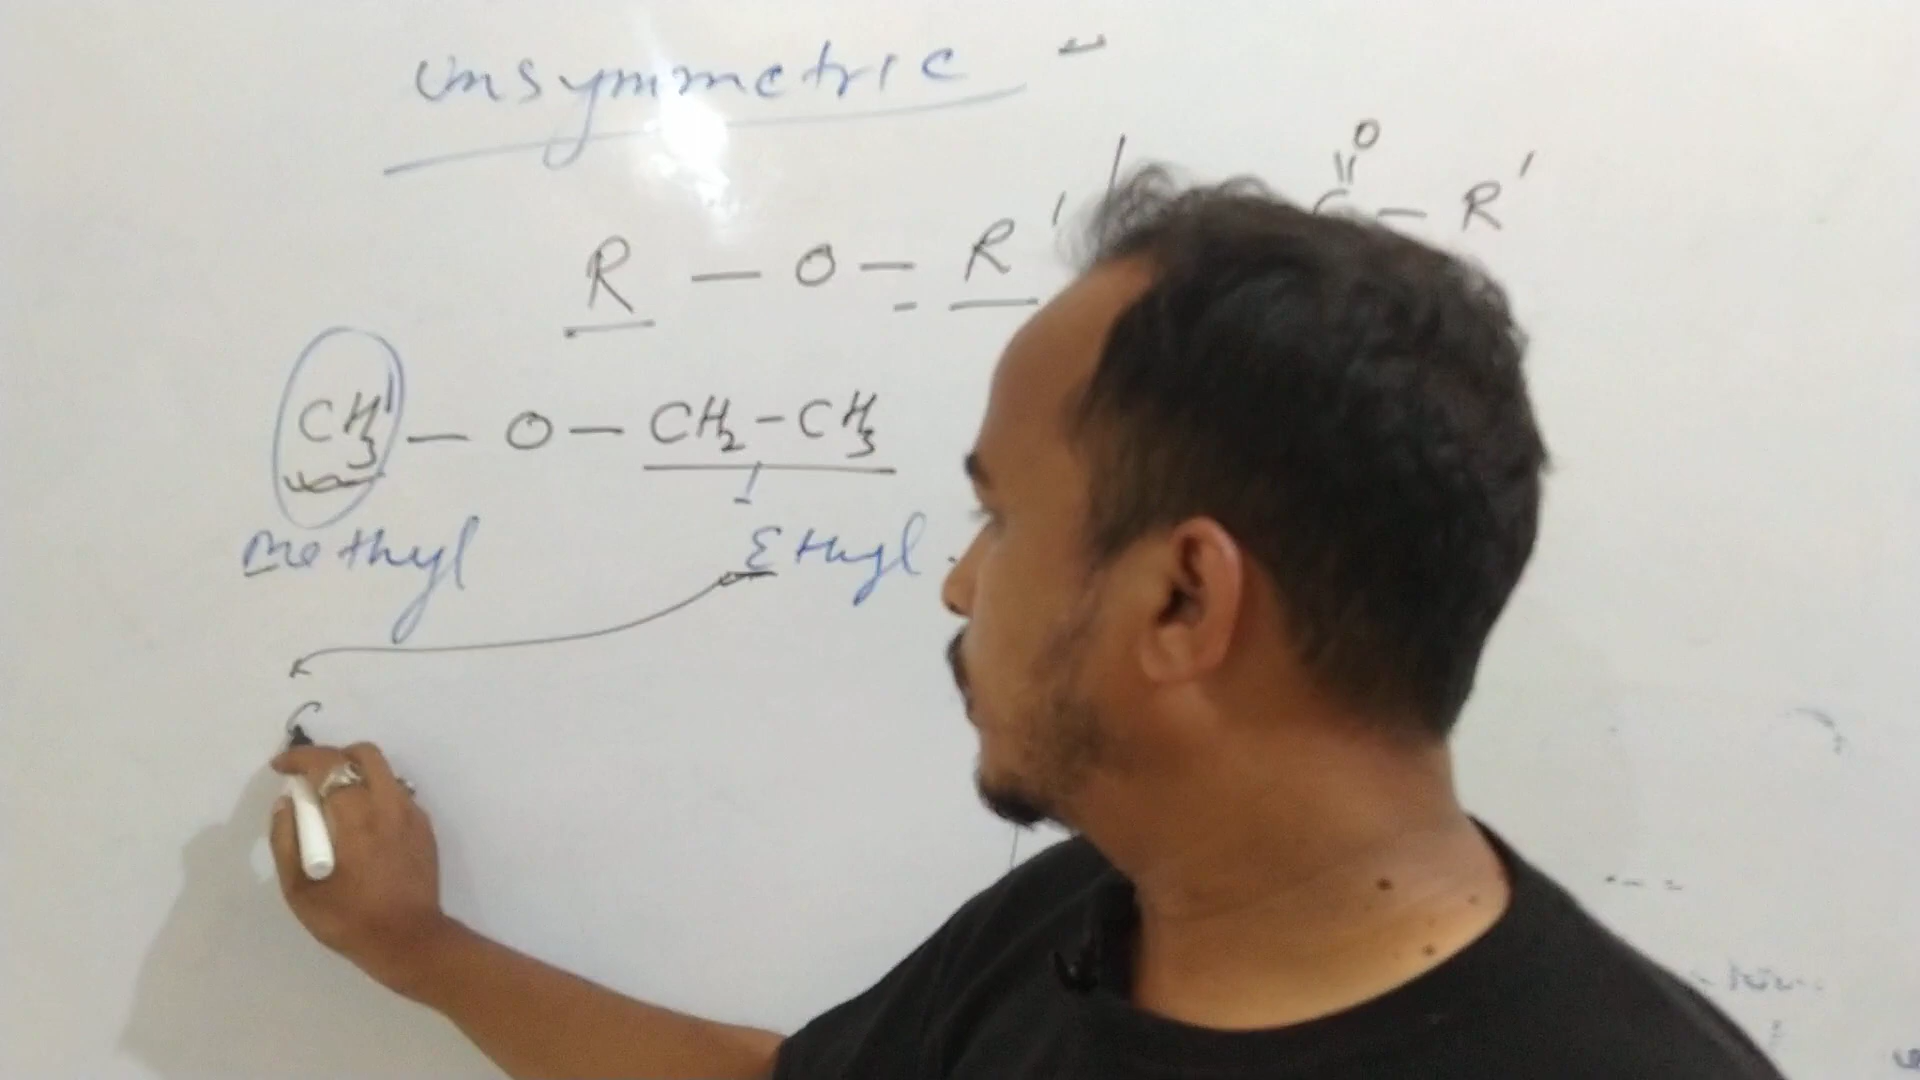 Unsymmetric -
O
||
C - R'
R - O - R'
CH3 - O - CH2 - CH3
Methyl Ethyl